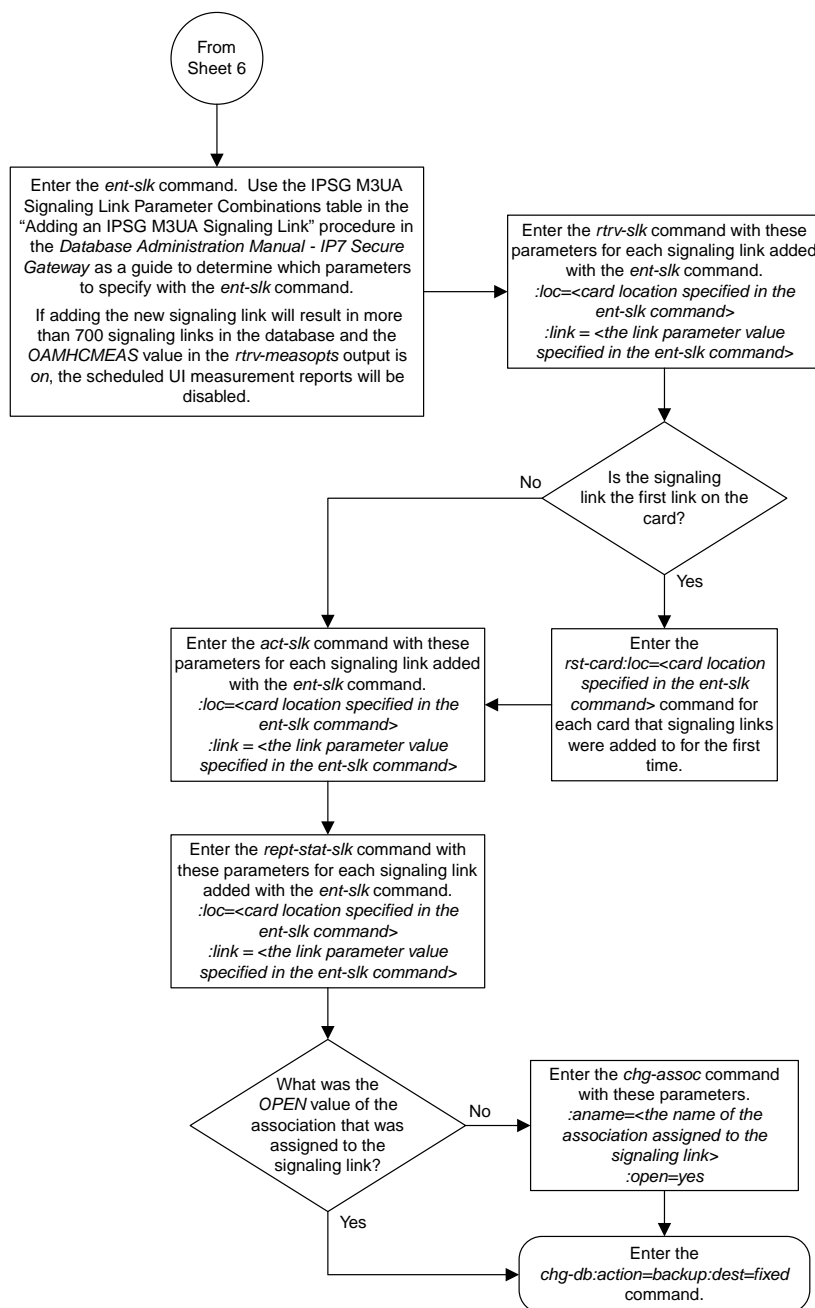 From
Sheet 6
Enter the ent-slk command.  Use the IPSG M3UA
Signaling Link Parameter Combinations table in the
“Adding an IPSG M3UA Signaling Link” procedure in
the Database Administration Manual - IP7 Secure
Gateway as a guide to determine which parameters
to specify with the ent-slk command.
If adding the new signaling link will result in more
than 700 signaling links in the database and the
OAMHCMEAS value in the rtrv-measopts output is
on, the scheduled UI measurement reports will be
disabled.
Enter the rtrv-slk command with these
parameters for each signaling link added
with the ent-slk command.
:loc=<card location specified in the
ent-slk command>
:link = <the link parameter value
specified in the ent-slk command>
Is the signaling
link the first link on the
card?
No
Yes
Enter the
rst-card:loc=<card location
specified in the ent-slk
command> command for
each card that signaling links
were added to for the first
time.
Enter the act-slk command with these
parameters for each signaling link added
with the ent-slk command.
:loc=<card location specified in the
ent-slk command>
:link = <the link parameter value
specified in the ent-slk command>
Enter the rept-stat-slk command with
these parameters for each signaling link
added with the ent-slk command.
:loc=<card location specified in the
ent-slk command>
:link = <the link parameter value
specified in the ent-slk command>
What was the
OPEN value of the
association that was
assigned to the
signaling link?
No
Yes
Enter the chg-assoc command
with these parameters.
:aname=<the name of the
association assigned to the
signaling link>
:open=yes
Enter the
chg-db:action=backup:dest=fixed
command.